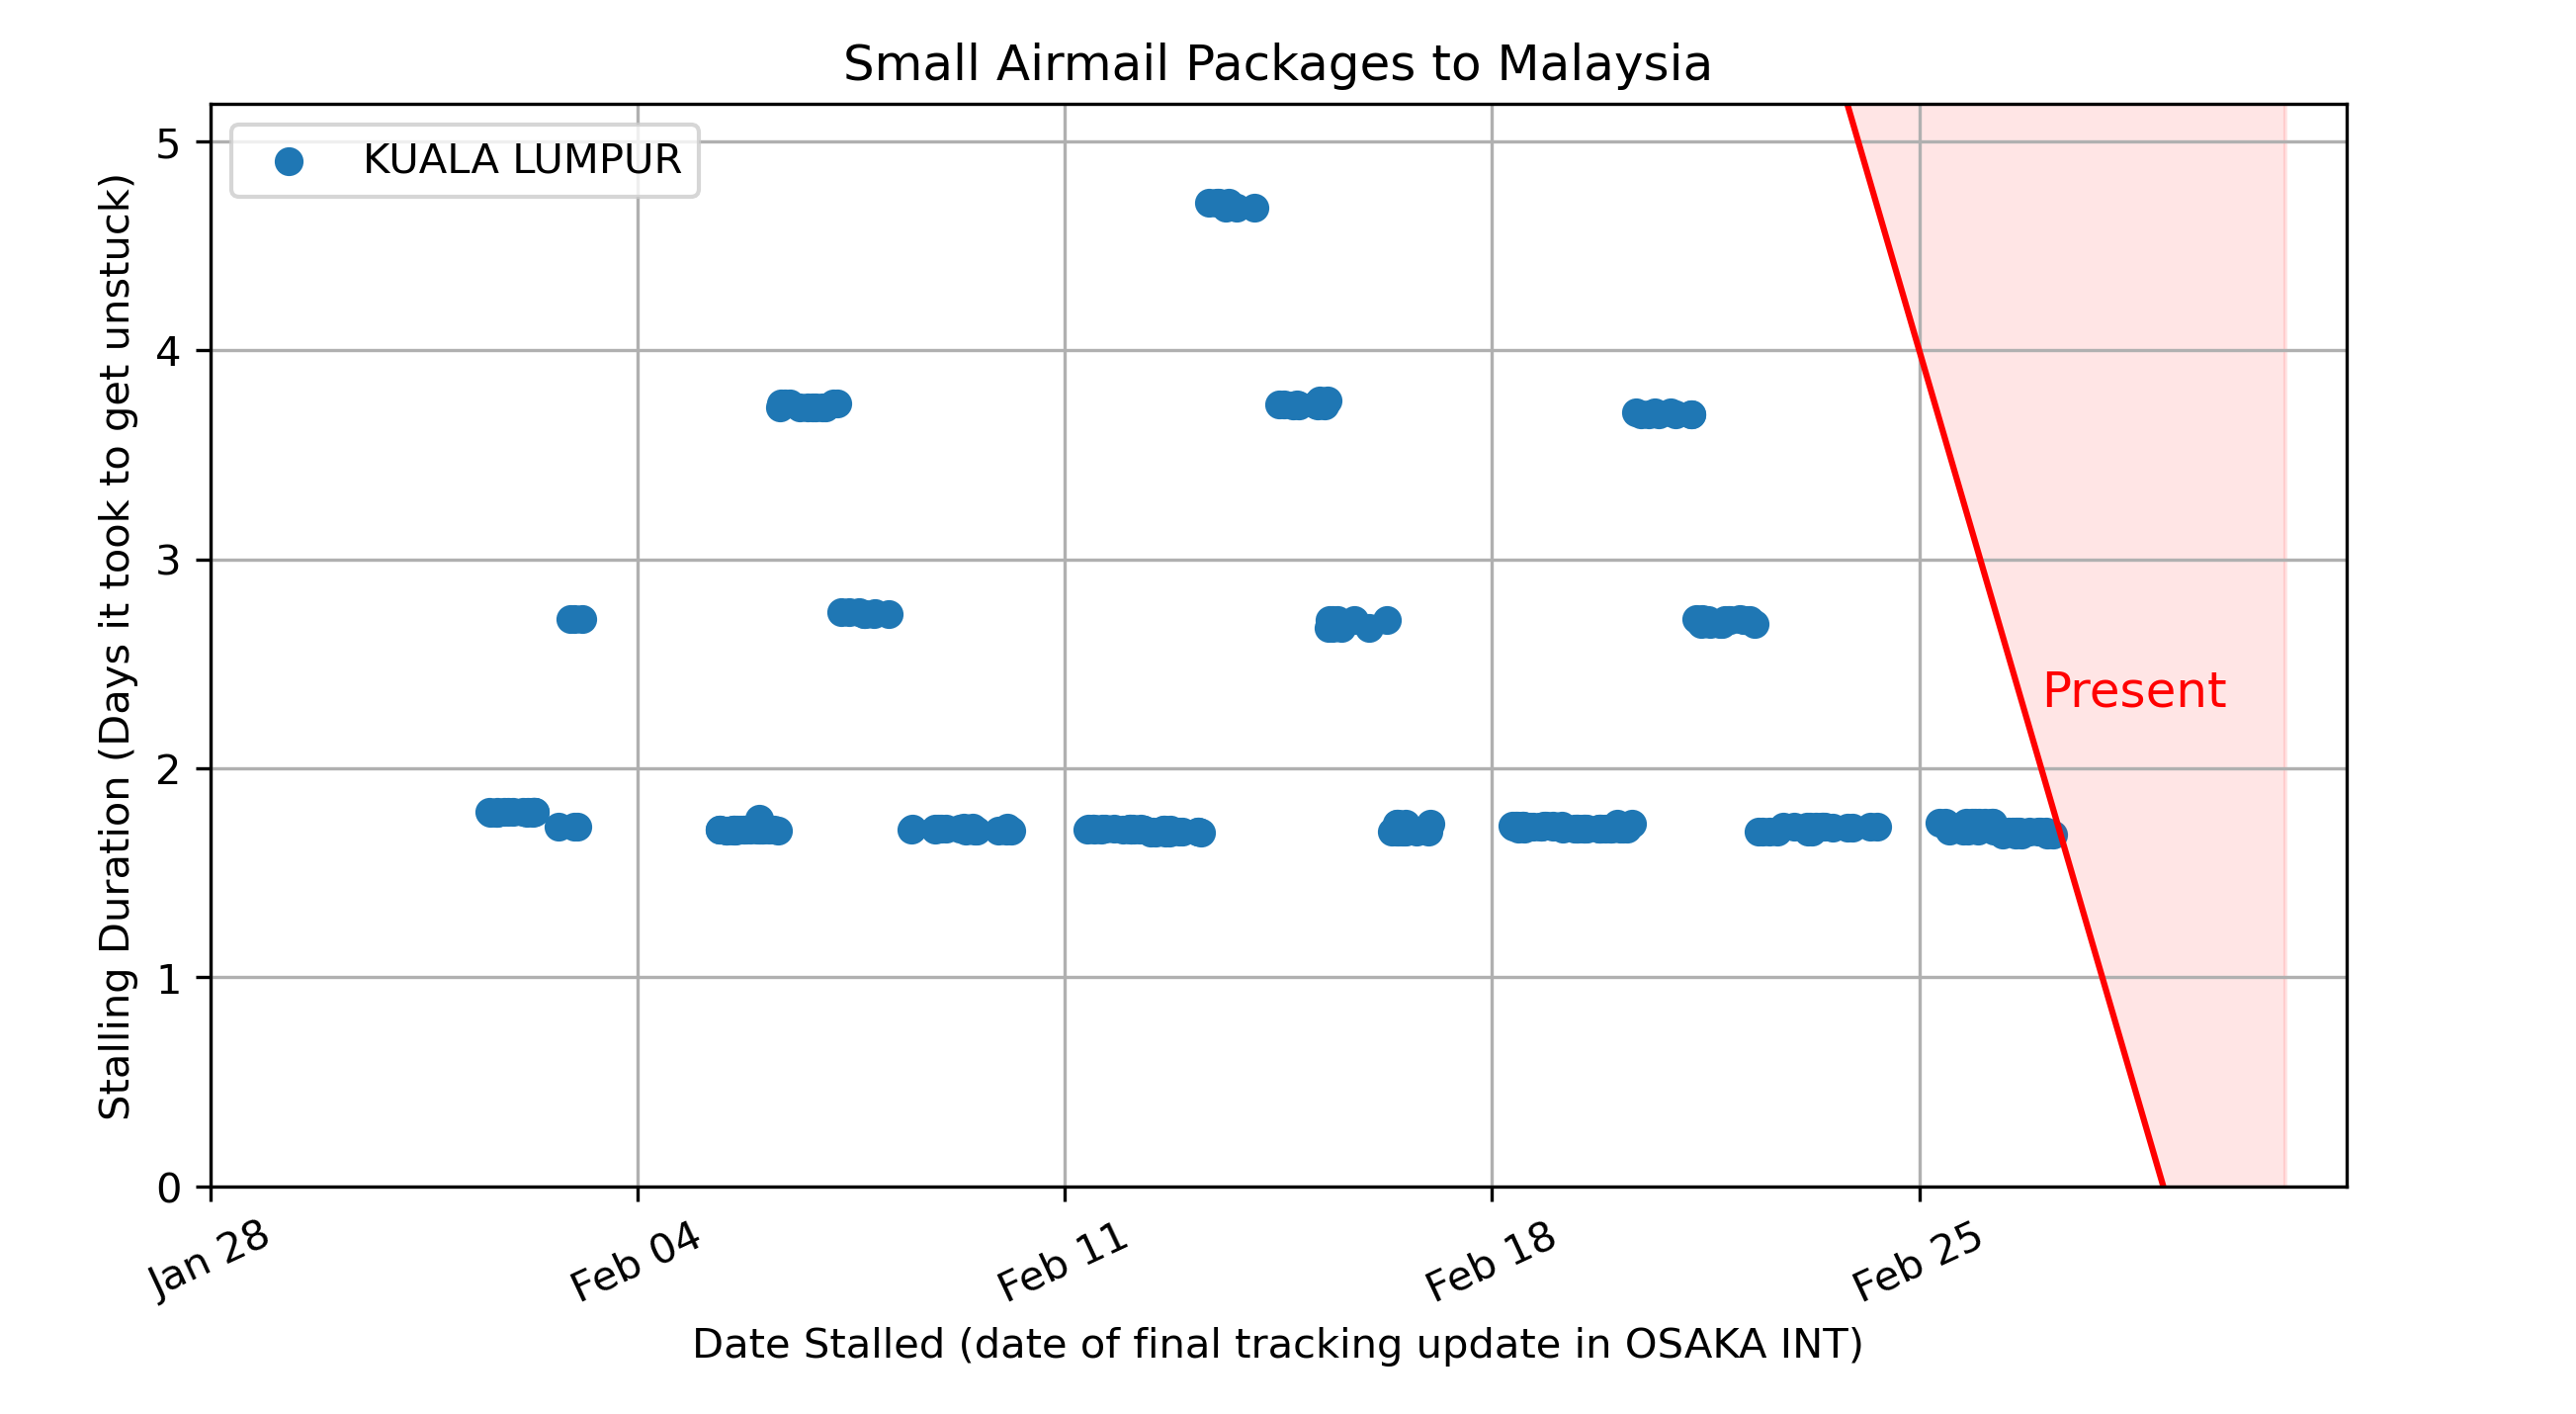 Small Airmail Packages to Malaysia
KUALA LUMPUR
Stalling Duration (Days it took to get unstuck)
5
4
3
2
1
0
Present
Jan 28
Feb 04
Feb 11
Feb 18
Feb 25
Date Stalled (date of final tracking update in OSAKA INT)